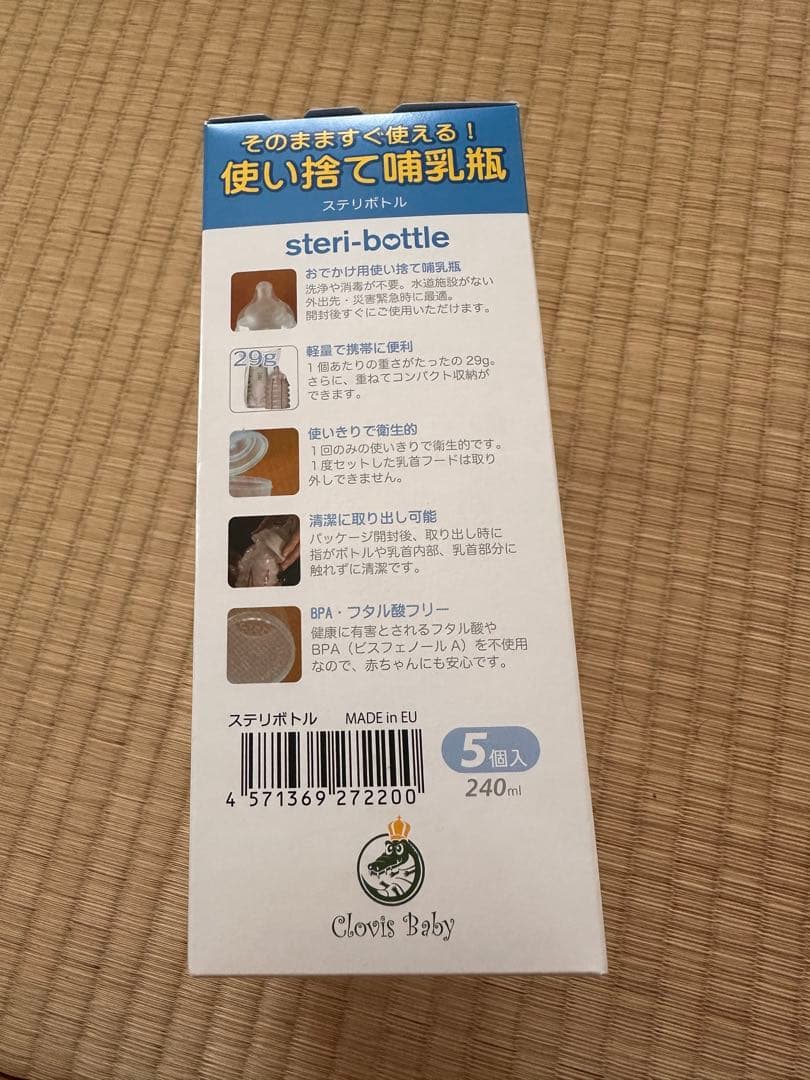 そのまますぐ使える！
使い捨て哺乳瓶
ステリボトル
steri-bottle
おでかけ用使い捨て哺乳瓶
洗浄や消毒が不要。水道施設がない
外出先・災害緊急時に最適。
開封後すぐにご使用いただけます。
29g
軽量で携帯に便利
1個あたりの重さがたったの29g。
さらに、重ねてコンパクト収納が
できます。
使いきりで衛生的
1回のみの使いきりで衛生的です。
1度セットした乳首フードは取り
外しできません。
清潔に取り出し可能
パッケージ開封後、取り出し時に
指がボトルや乳首内部、乳首部分に
触れずに清潔です。
BPA・フタル酸フリー
健康に有害とされるフタル酸や
BPA（ビスフェノールA）を不使用
なので、赤ちゃんにも安心です。
ステリボトル MADE in EU
4 571369 272200
5個入
240ml
Clovis Baby